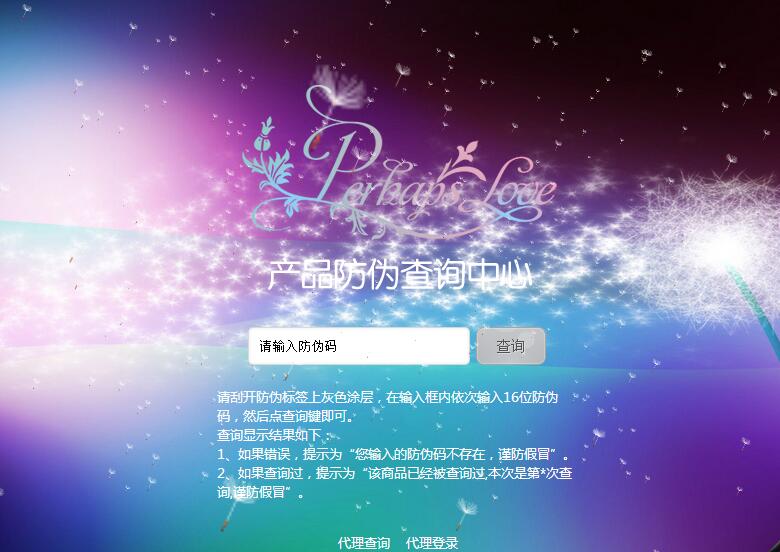 Perhaps Love
产品防伪查询中心
请输入防伪码 查询
请刮开防伪标签上灰色涂层，在输入框内依次输入16位防伪
码，然后点查询键即可。
查询显示结果如下：
1、如果错误，提示为“您输入的防伪码不存在，谨防假冒”。
2、如果查询过，提示为“该商品已经被查询过,本次是第*次查
询,谨防假冒”。
代理查询 代理登录